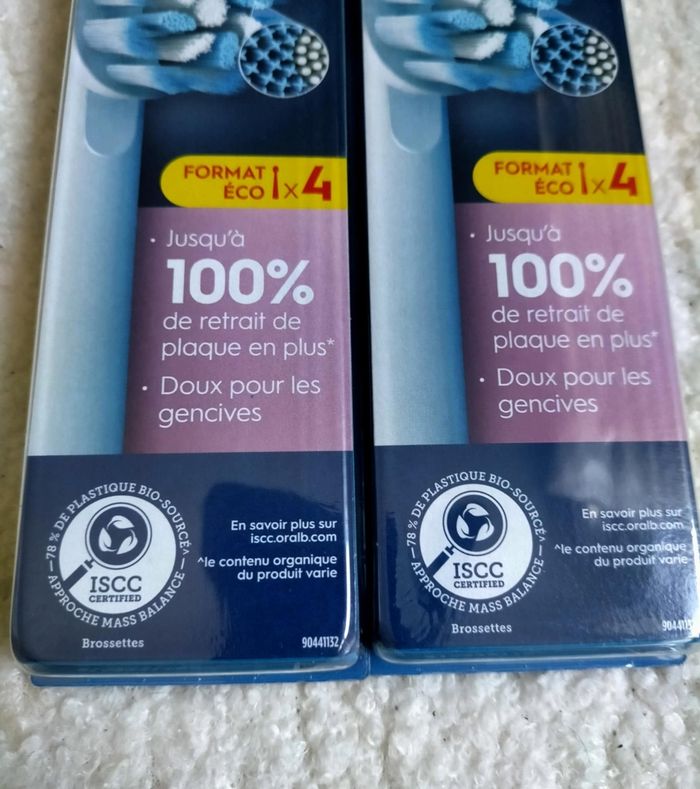 FORMAT
ÉCO x4
• Jusqu'à
100%
de retrait de
plaque en plus*
• Doux pour les
gencives
78 % DE PLASTIQUE BIO-SOURCÉ^
APPROCHE MASS BALANCE
ISCC
CERTIFIED
Brossettes
En savoir plus sur
iscc.oralb.com
^le contenu organique
du produit varie
90441132
FORMAT
ÉCO x4
• Jusqu'à
100%
de retrait de
plaque en plus*
• Doux pour les
gencives
78 % DE PLASTIQUE BIO-SOURCÉ^
APPROCHE MASS BALANCE
ISCC
CERTIFIED
Brossettes
En savoir plus sur
iscc.oralb.com
^le contenu organique
du produit varie